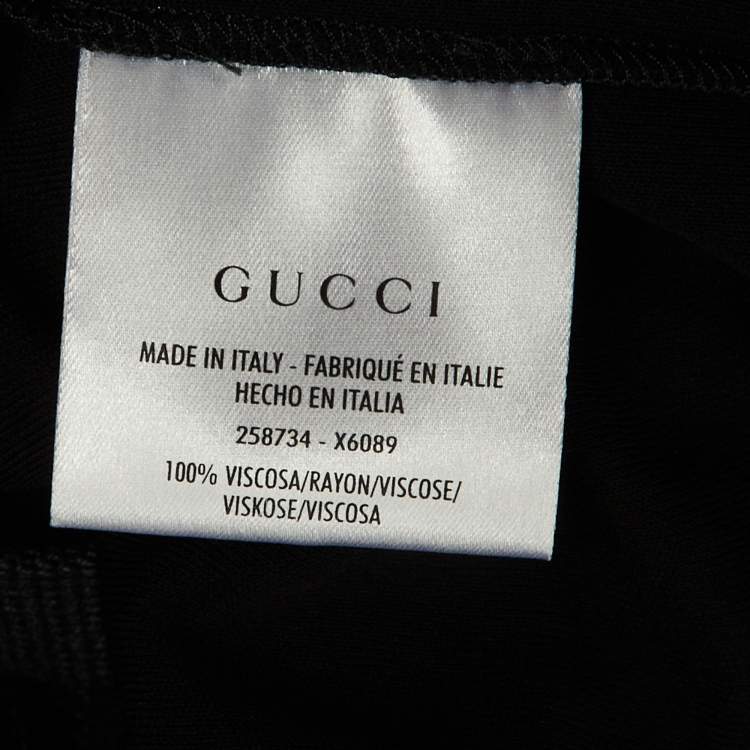 GUCCI
MADE IN ITALY - FABRIQUÉ EN ITALIE
HECHO EN ITALIA
258734 - X6089
100% VISCOSA/RAYON/VISCOSE/
VISKOSE/VISCOSA